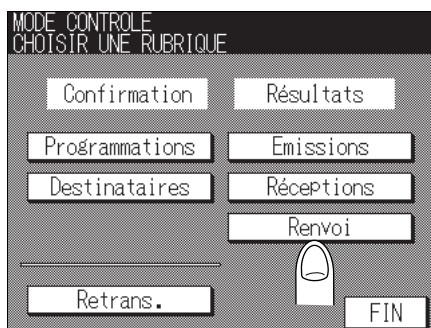 MODE CONTROLE
CHOISIR UNE RUBRIQUE
Confirmation
Résultats
Programmations
Emissions
Destinataires
Réceptions
Renvoi
Retrans.
FIN